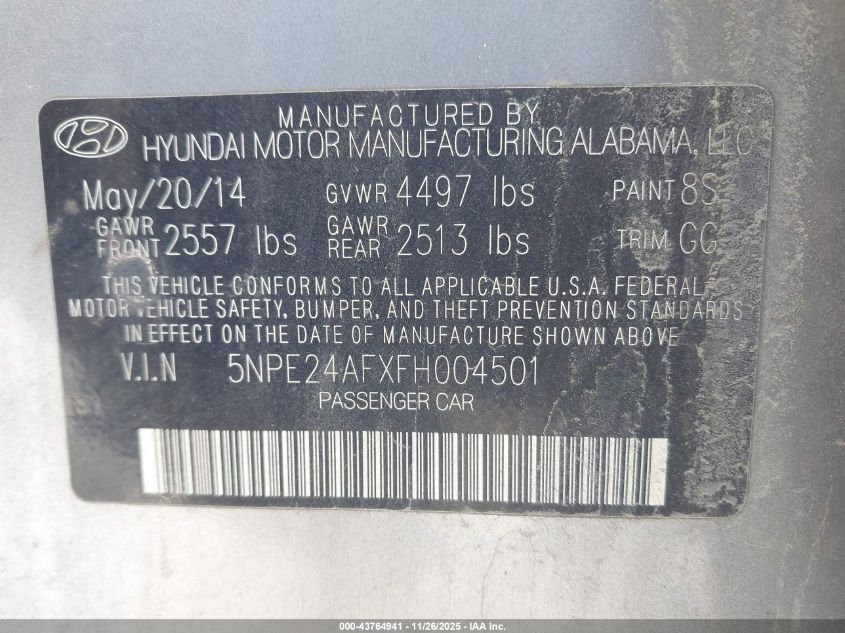 MANUFACTURED BY
HYUNDAI MOTOR MANUFACTURING ALABAMA, LLC
May/20/14 GVWR 4497 lbs PAINT 8S
GAWR FRONT 2557 lbs GAWR REAR 2513 lbs TRIM GC
THIS VEHICLE CONFORMS TO ALL APPLICABLE U.S.A. FEDERAL
MOTOR VEHICLE SAFETY, BUMPER, AND THEFT PREVENTION STANDARDS
IN EFFECT ON THE DATE OF MANUFACTURE SHOWN ABOVE
V.I.N 5NPE24AFXFH004501
PASSENGER CAR
000-43764941 - 11/26/2025 - IAA Inc.